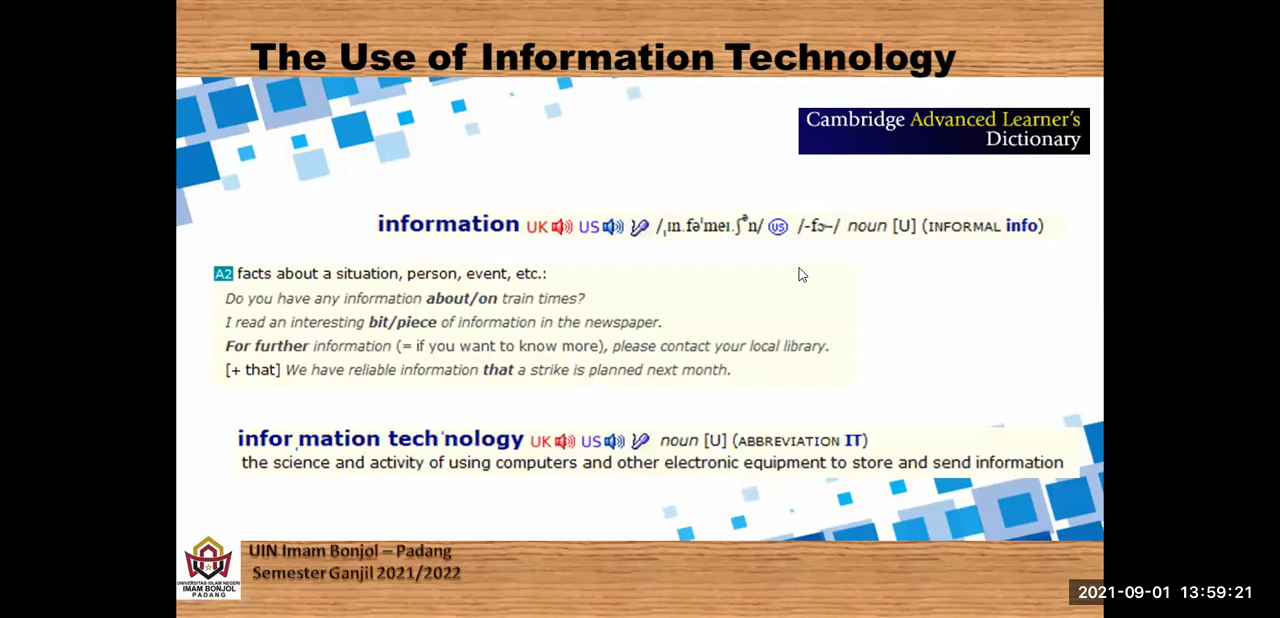 The Use of Information Technology
Cambridge Advanced Learner's
Dictionary
information UK US /ˌɪn.fəˈmeɪ.ʃᵊn/ US /-fɚ-/ noun [U] (INFORMAL info)
A2 facts about a situation, person, event, etc.:
Do you have any information about/on train times?
I read an interesting bit/piece of information in the newspaper.
For further information (= if you want to know more), please contact your local library.
[+ that] We have reliable information that a strike is planned next month.
inforˌmation techˈnology UK US noun [U] (ABBREVIATION IT)
the science and activity of using computers and other electronic equipment to store and send information
UIN Imam Bonjol – Padang
Semester Ganjil 2021/2022
UNIVERSITAS ISLAM NEGERI
IMAM BONJOL
PADANG
2021-09-01 13:59:21